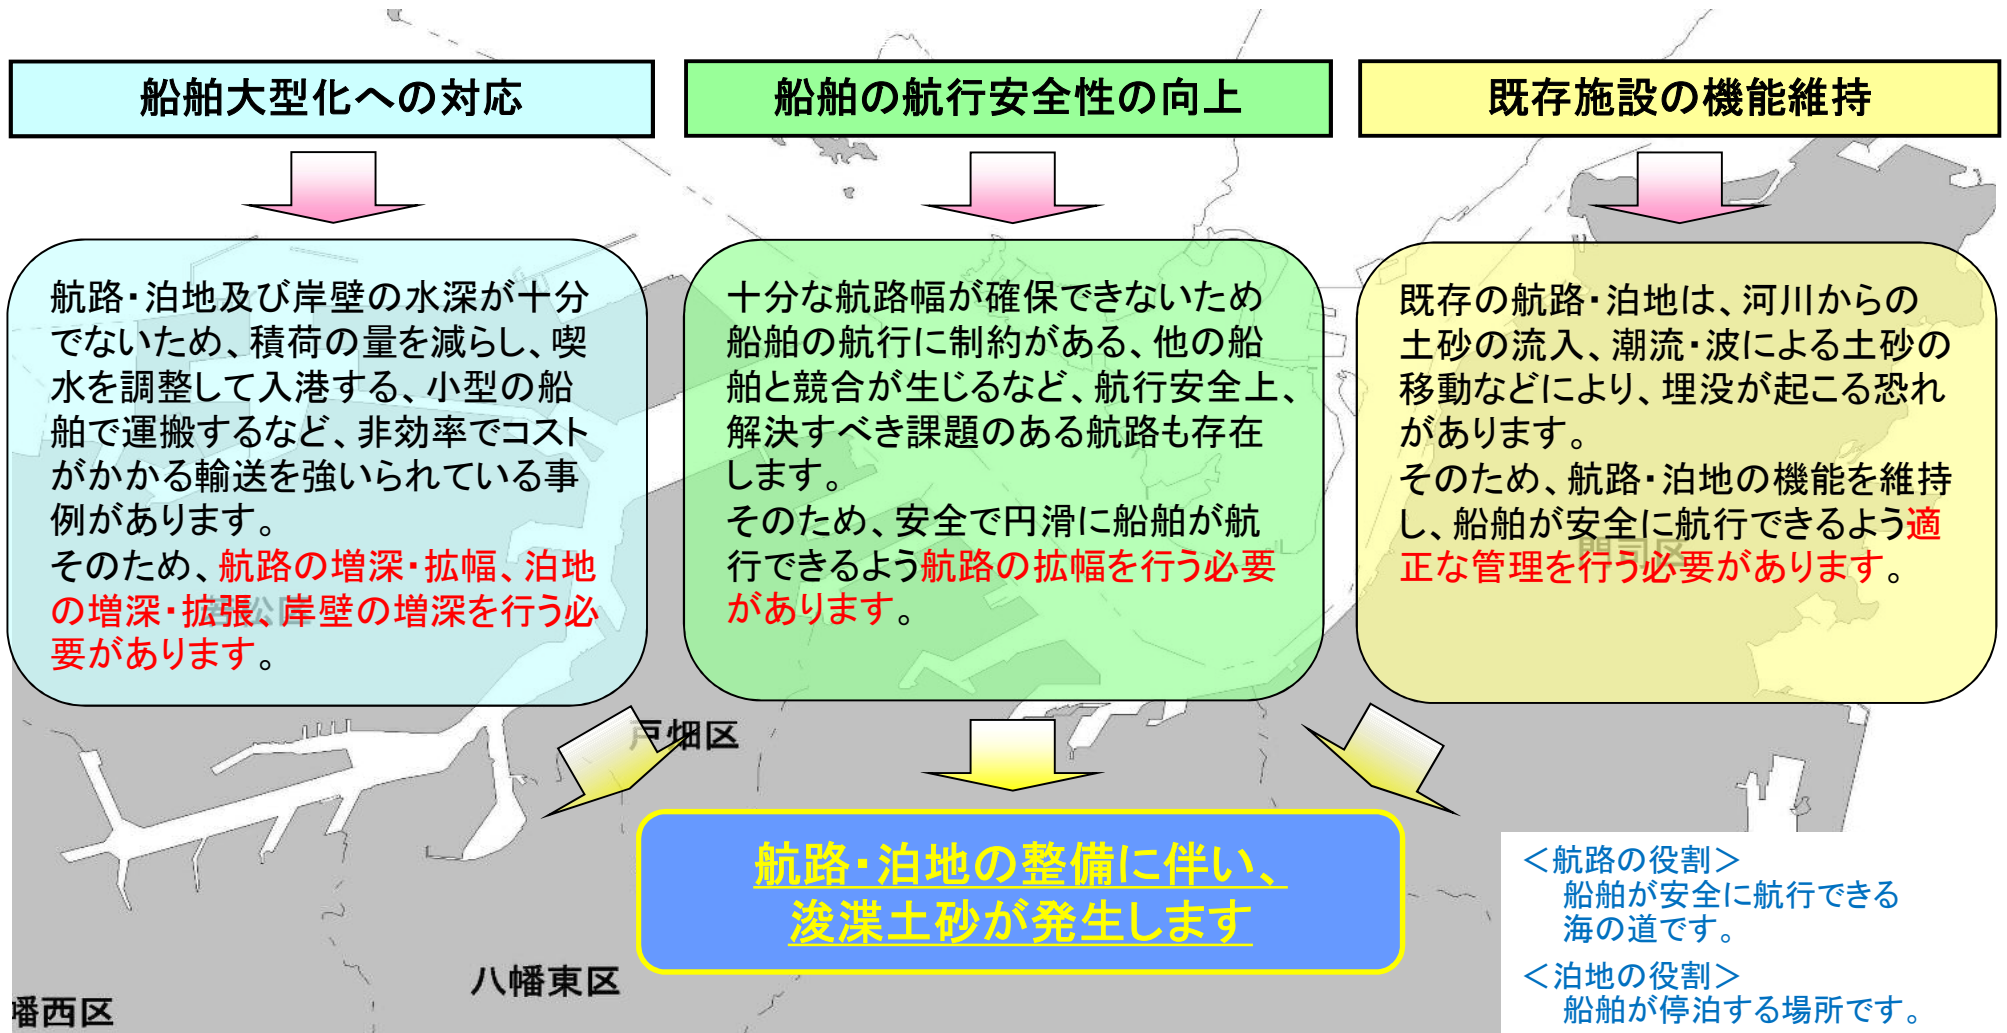 船舶大型化への対応
航路・泊地及び岸壁の水深が十分
でないため、積荷の量を減らし、喫
水を調整して入港する、小型の船
舶で運搬するなど、非効率でコスト
がかかる輸送を強いられている事
例があります。
そのため、航路の増深・拡幅、泊地
の増深・拡張、岸壁の増深を行う必
要があります。
船舶の航行安全性の向上
十分な航路幅が確保できないため
船舶の航行に制約がある、他の船
舶と競合が生じるなど、航行安全上、
解決すべき課題のある航路も存在
します。
そのため、安全で円滑に船舶が航
行できるよう航路の拡幅を行う必要
があります。
既存施設の機能維持
既存の航路・泊地は、河川からの
土砂の流入、潮流・波による土砂の
移動などにより、埋没が起こる恐れ
があります。
そのため、航路・泊地の機能を維持
し、船舶が安全に航行できるよう適
正な管理を行う必要があります。
若松区
門司区
戸畑区
航路・泊地の整備に伴い、
浚渫土砂が発生します
八幡東区
幡西区
＜航路の役割＞
船舶が安全に航行できる
海の道です。
＜泊地の役割＞
船舶が停泊する場所です。